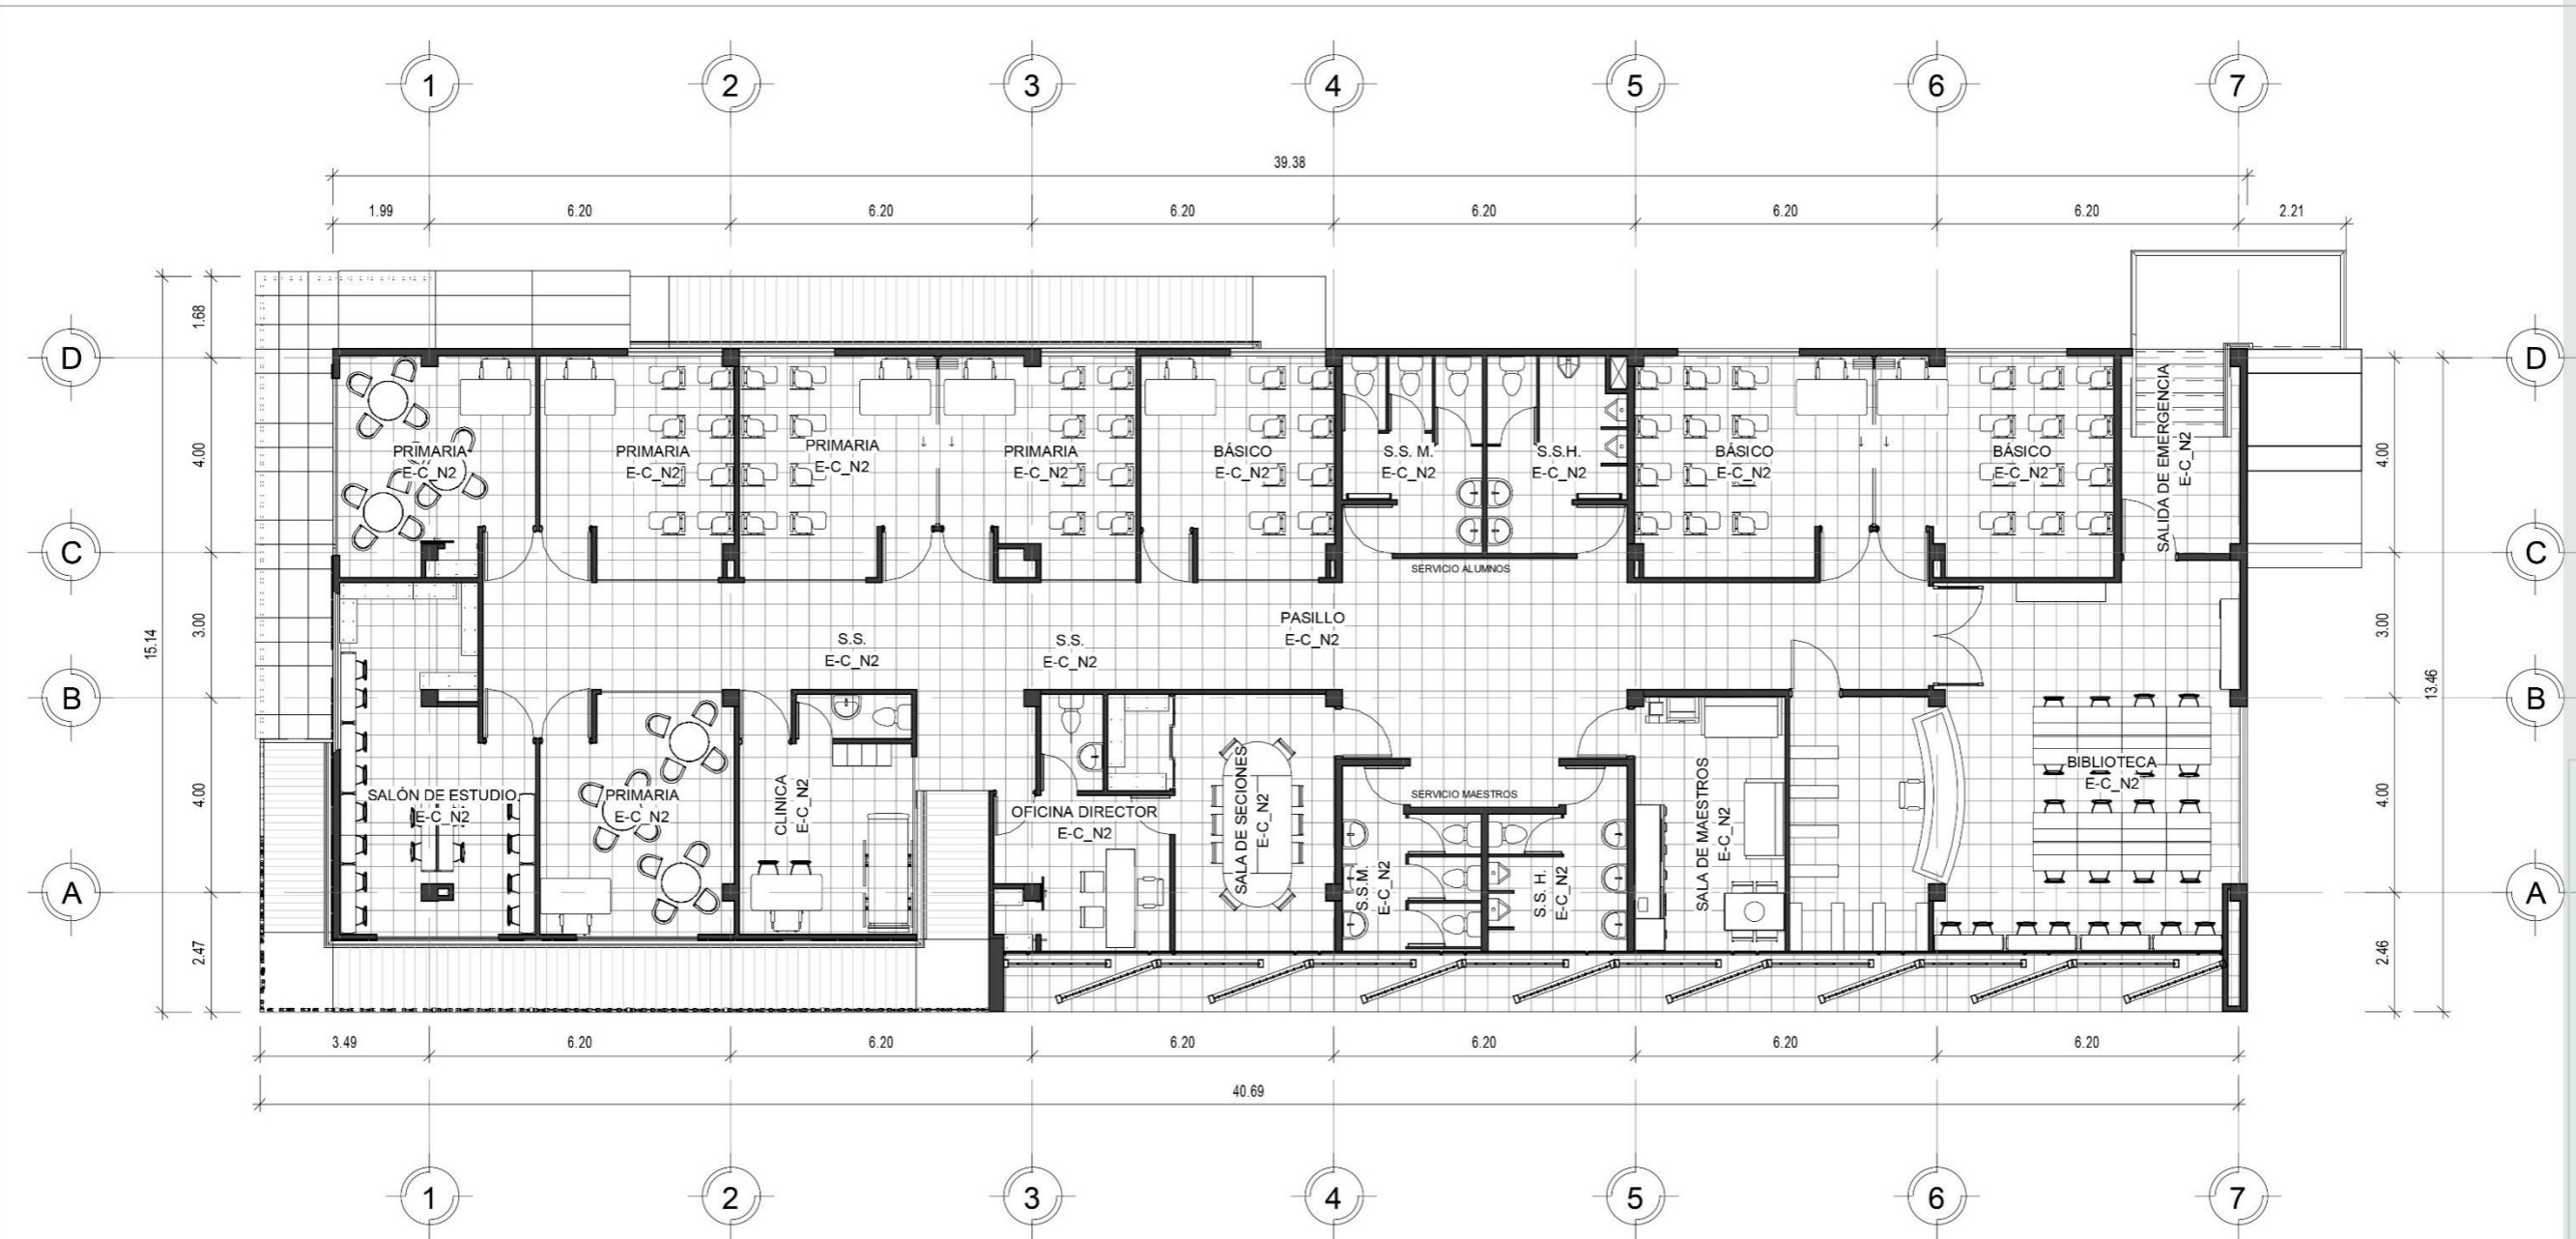 1 2 3 4 5 6 7
39.38
1.99 6.20 6.20 6.20 6.20 6.20 6.20 2.21
D D
1.68
4.00 4.00
PRIMARIA
E-C_N2
PRIMARIA
E-C_N2
PRIMARIA
E-C_N2
PRIMARIA
E-C_N2
BÁSICO
E-C_N2
S.S. M.
E-C_N2
S.S.H.
E-C_N2
BÁSICO
E-C_N2
BÁSICO
E-C_N2
SALIDA DE EMERGENCIA
E-C_N2
C C
SERVICIO ALUMNOS
15.14
3.00 3.00
S.S.
E-C_N2
S.S.
E-C_N2
PASILLO
E-C_N2
13.46
B B
4.00 4.00
SALÓN DE ESTUDIO
E-C_N2
PRIMARIA
E-C_N2
CLINICA
E-C_N2
OFICINA DIRECTOR
E-C_N2
SALA DE SECIONES
E-C_N2
SERVICIO MAESTROS
S.S.M.
E-C_N2
S.S. H.
E-C_N2
SALA DE MAESTROS
E-C_N2
BIBLIOTECA
E-C_N2
A A
2.47 2.46
3.49 6.20 6.20 6.20 6.20 6.20 6.20
40.69
1 2 3 4 5 6 7